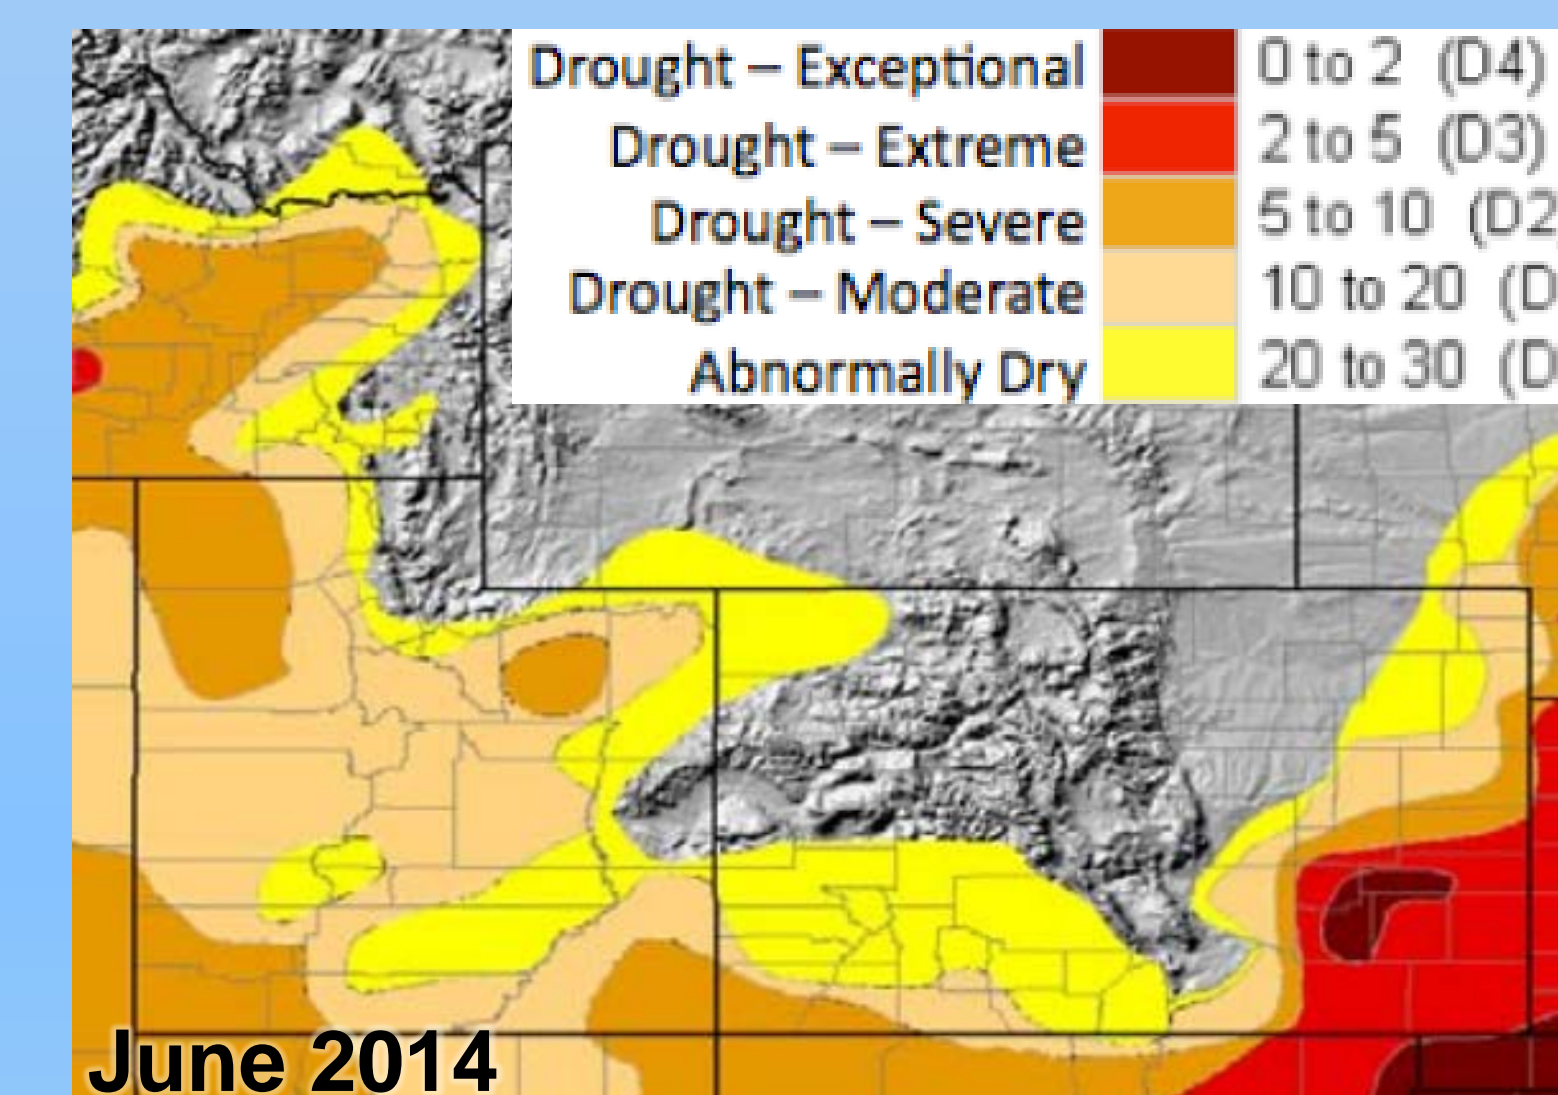 Drought – Exceptional 0 to 2 (D4)
Drought – Extreme 2 to 5 (D3)
Drought – Severe 5 to 10 (D2
Drought – Moderate 10 to 20 (D
Abnormally Dry 20 to 30 (D
June 2014